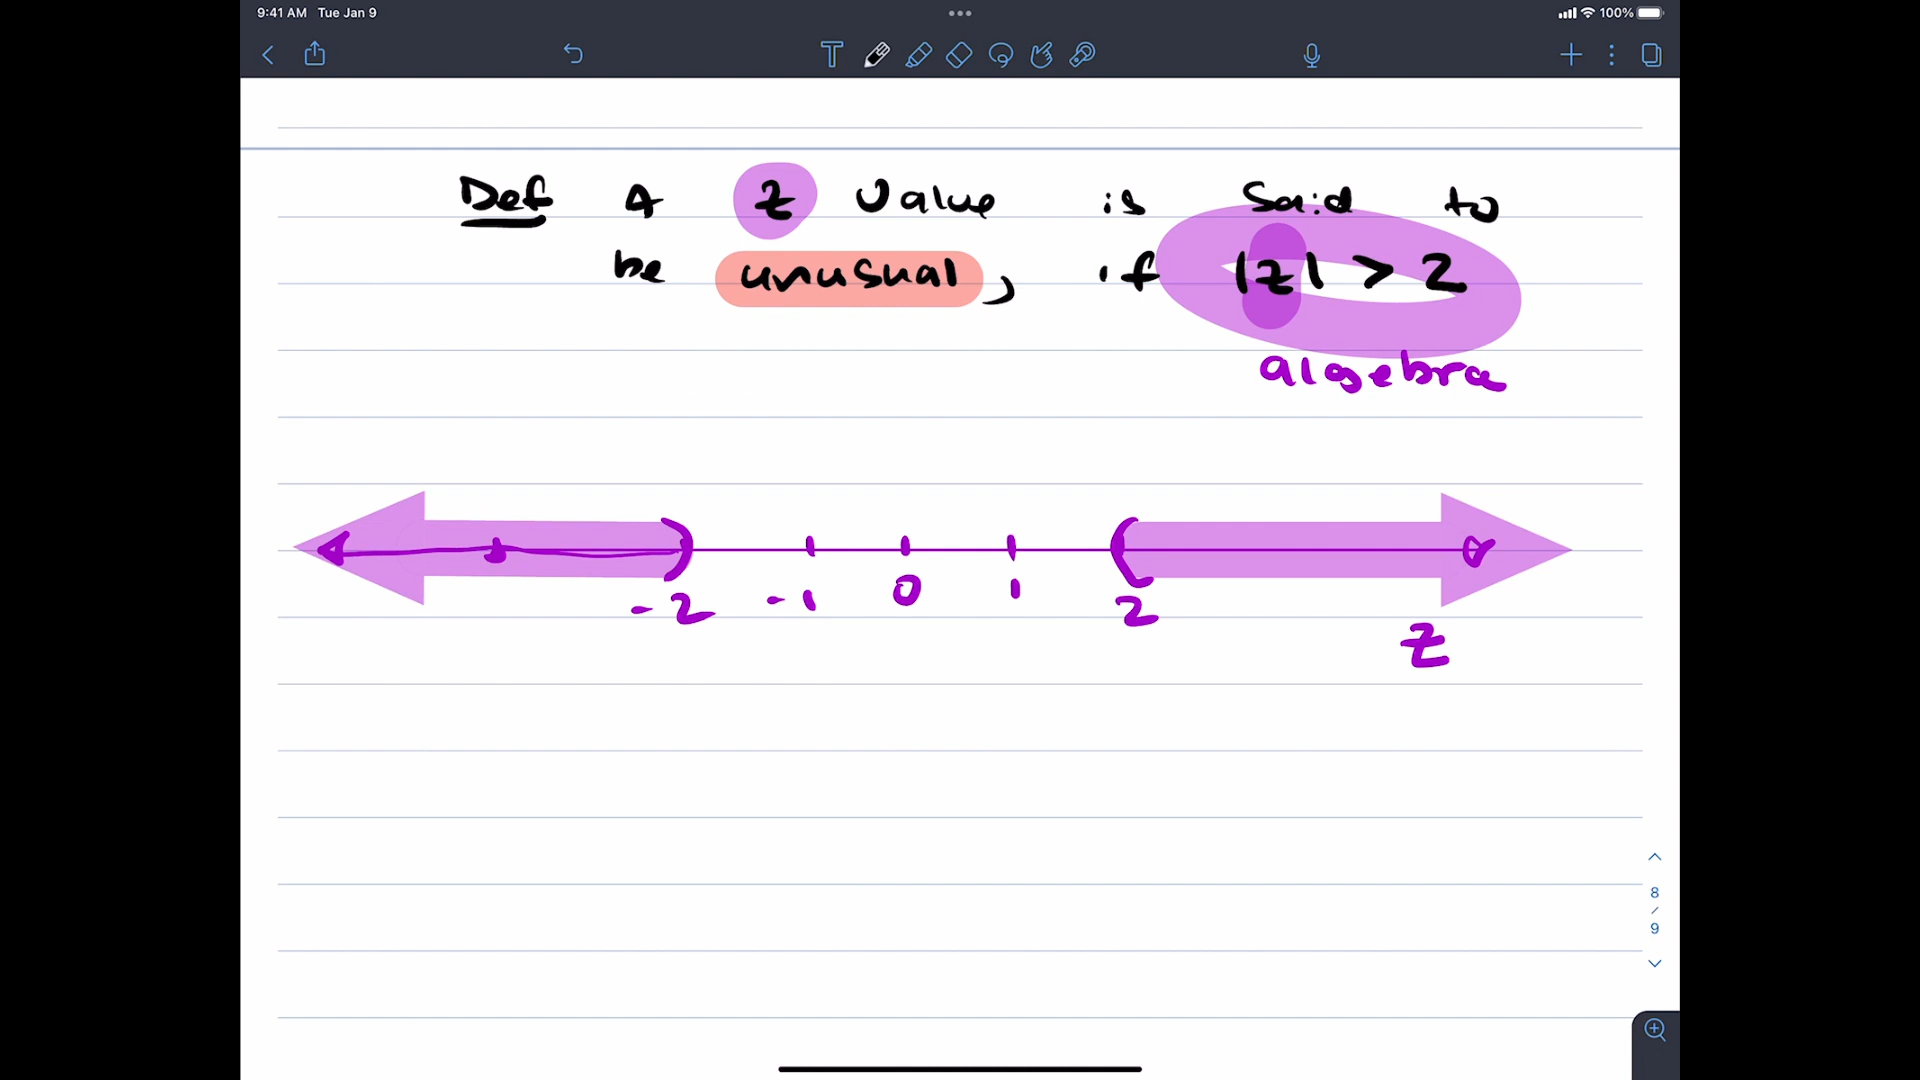 9:41 AM Tue Jan 9
100%
Def A z value is said to
be unusual, if |z| > 2
algebra
-2 -1 0 1 2
z
8
/
9